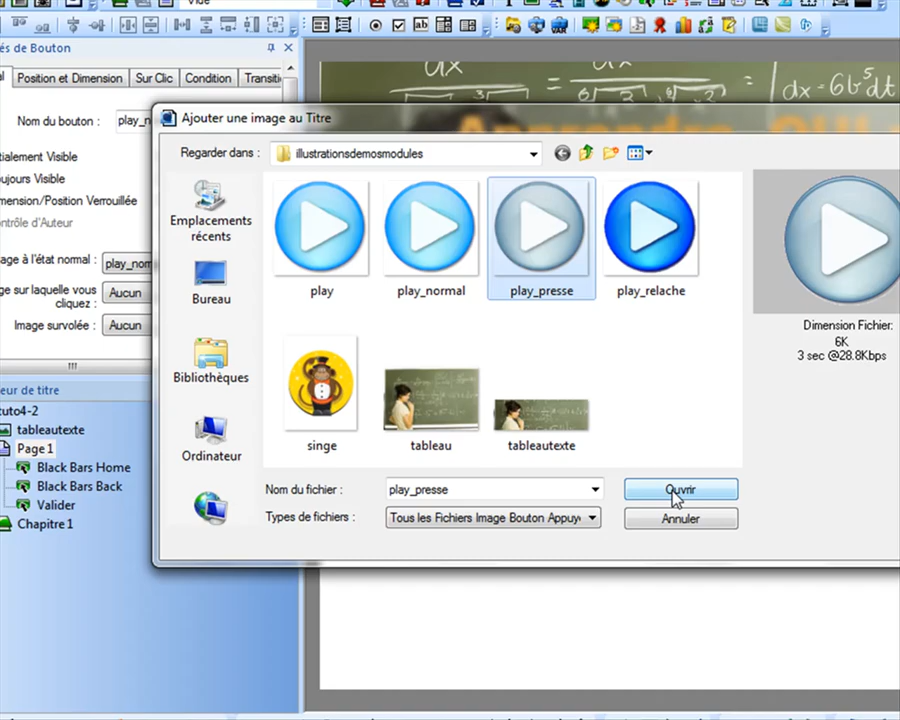 és de Bouton
Position et Dimension
Sur Clic
Condition
Transiti
Nom du bouton :
play_n
tialement Visible
ujours Visible
mension/Position Verrouillée
ontrôle d'Auteur
age à l'état normal :
play_nom
ge sur laquelle vous
cliquez :
Aucun
Image survolée :
Aucun
eur de titre
tuto4-2
tableautexte
Page 1
Black Bars Home
Black Bars Back
Valider
Chapitre 1
Ajouter une image au Titre
Regarder dans :
illustrationsdemosmodules
Emplacements
récents
Bureau
Bibliothèques
Ordinateur
play
play_normal
play_presse
play_relache
singe
tableau
tableautexte
Dimension Fichier:
6K
3 sec @28.8Kbps
Nom du fichier :
play_presse
Ouvrir
Types de fichiers :
Tous les Fichiers Image Bouton Appuy
Annuler
dx = 6b⁵dt